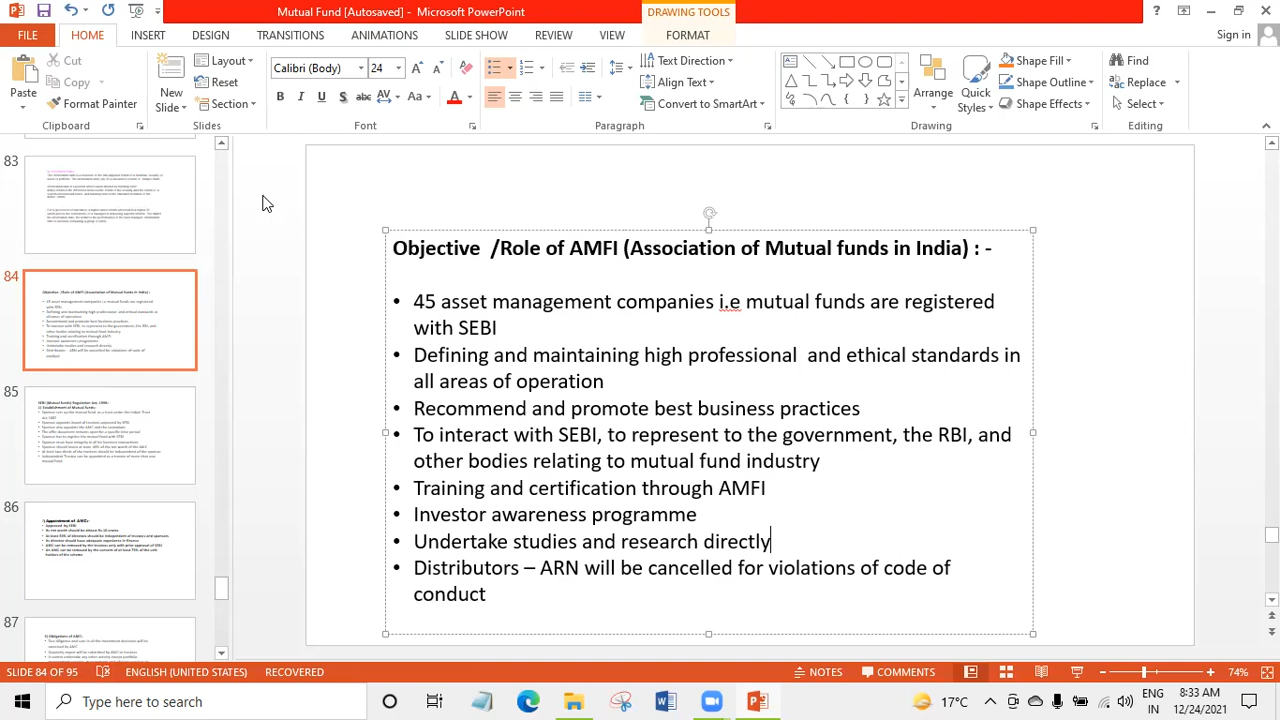 Mutual Fund [Autosaved] - Microsoft PowerPoint
DRAWING TOOLS
?
FILE HOME INSERT DESIGN TRANSITIONS ANIMATIONS SLIDE SHOW REVIEW VIEW FORMAT Sign in
Paste
Cut
Copy
Format Painter
Clipboard
New Slide
Layout
Reset
Section
Slides
Calibri (Body) 24
B I U S abc AV Aa A
Font
Text Direction
Align Text
Convert to SmartArt
Paragraph
Arrange
Quick Styles
Shape Fill
Shape Outline
Shape Effects
Drawing
Find
Replace
Select
Editing
83
84
85
86
87
Objective /Role of AMFI (Association of Mutual funds in India) : -
• 45 asset management companies i.e mutual funds are registered
with SEBI
• Defining and maintaining high professional and ethical standards in
all areas of operation
• Recommend and promote best business practices
• To interact with SEBI, to represent to the government, the RBI, and
other bodies relating to mutual fund industry
• Training and certification through AMFI
• Investor awareness programme
• Undertake studies and research directly
• Distributors – ARN will be cancelled for violations of code of
conduct
SLIDE 84 OF 95 ENGLISH (UNITED STATES) RECOVERED NOTES COMMENTS 74%
Type here to search
17°C
ENG
IN
8:33 AM
12/24/2021